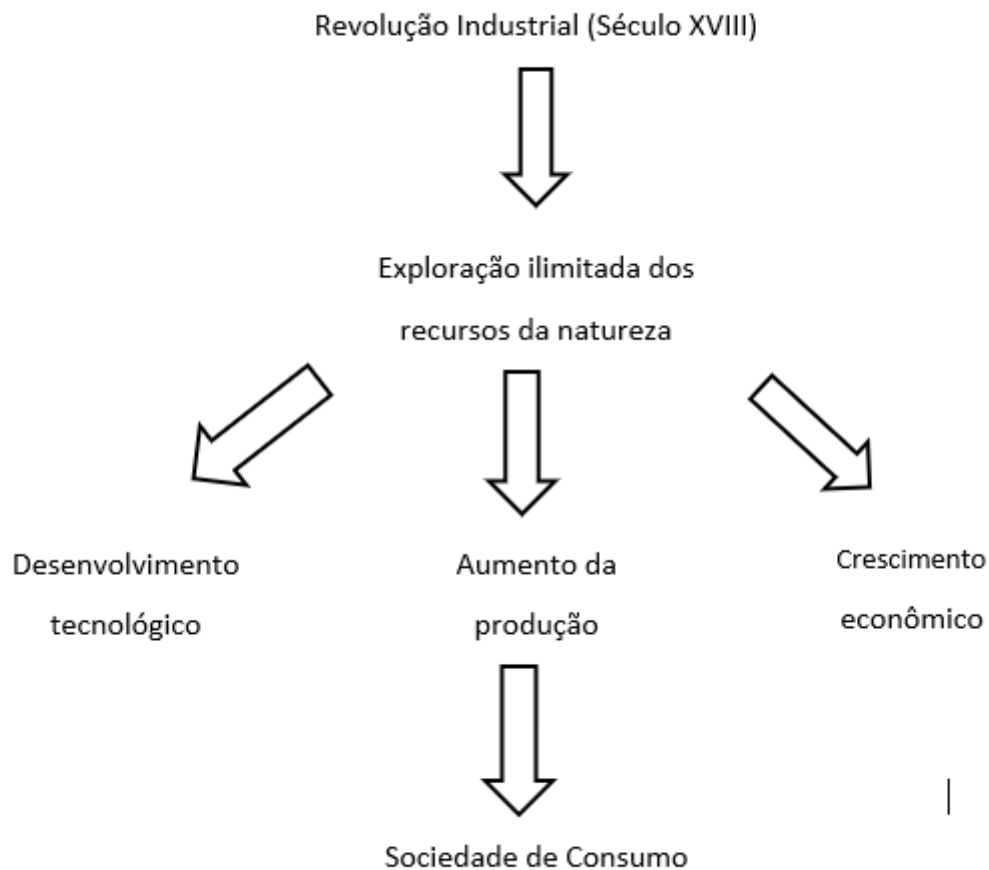 Revolução Industrial (Século XVIII)
Exploração ilimitada dos
recursos da natureza
Desenvolvimento
tecnológico
Aumento da
produção
Crescimento
econômico
Sociedade de Consumo